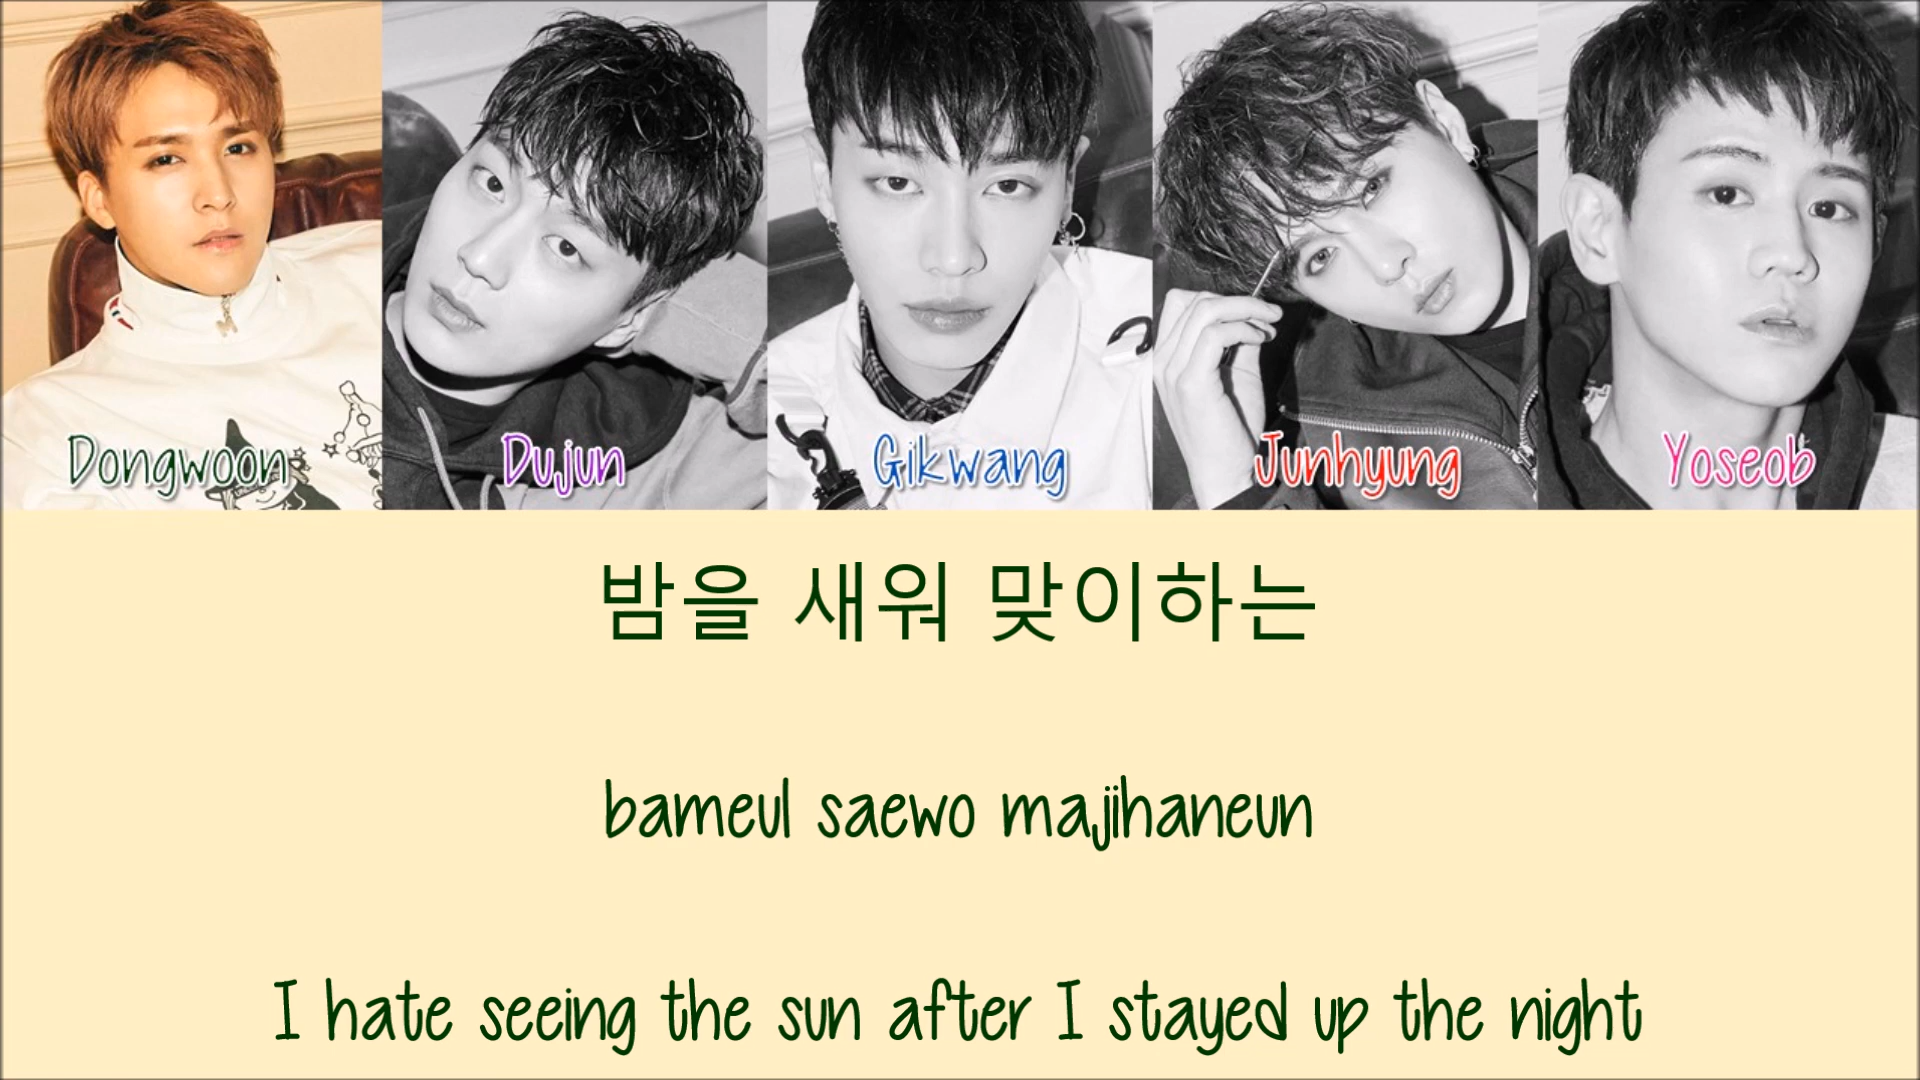 Dongwoon
Dujun
Gikwang
Junhyung
Yoseob
밤을 새워 맞이하는
bameul saewo majihaneun
I hate seeing the sun after I stayed up the night